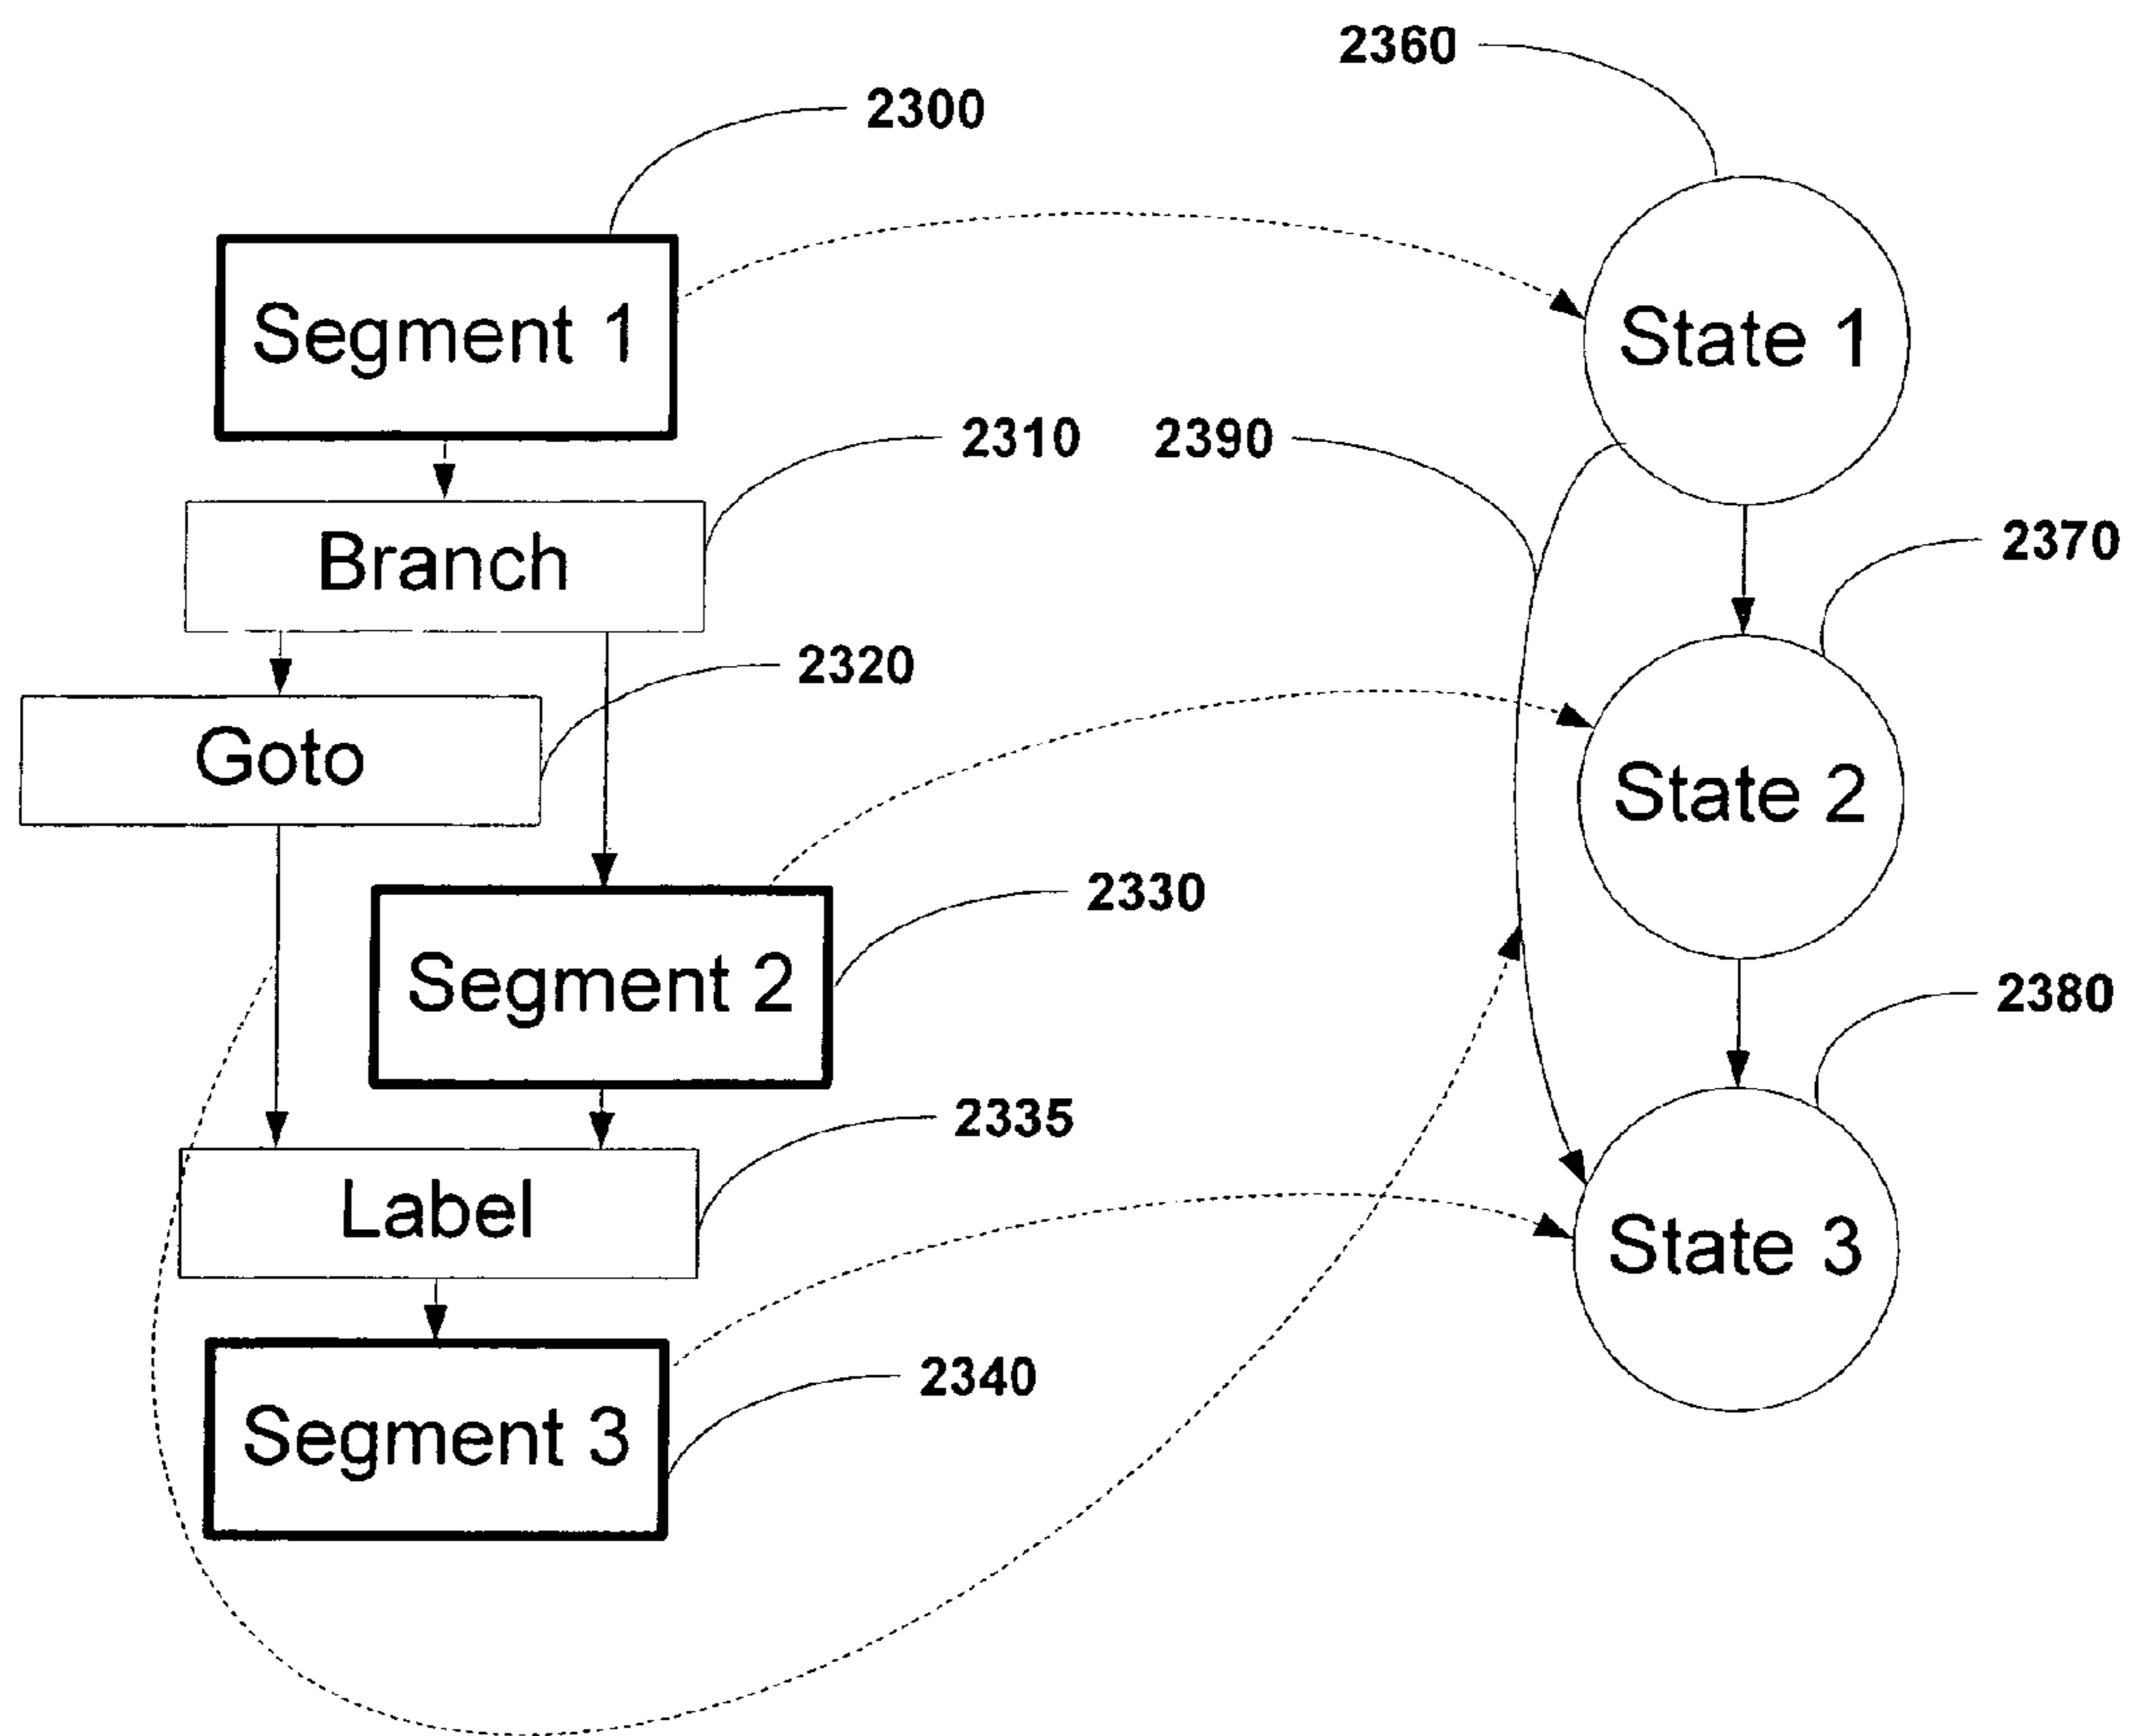 2360
2300
Segment 1
State 1
2310
2390
Branch
2370
2320
Goto
State 2
2330
Segment 2
2380
2335
Label
State 3
2340
Segment 3